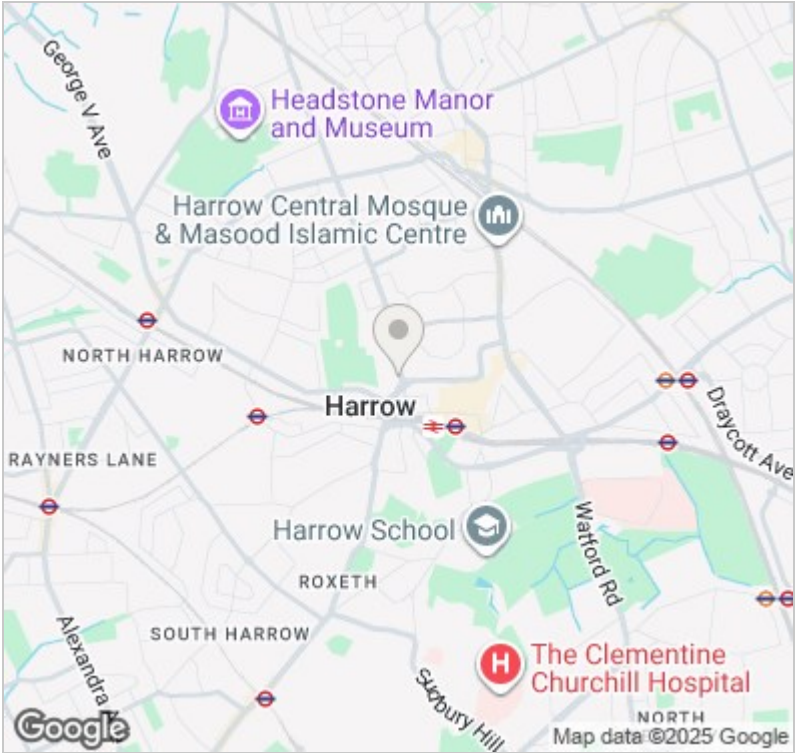 George V Ave
Headstone Manor
and Museum
Harrow Central Mosque
& Masood Islamic Centre
NORTH HARROW
Harrow
Draycott Ave
RAYNERS LANE
Harrow School
Watford Rd
ROXETH
SOUTH HARROW
Alexandra
H
The Clementine
Churchill Hospital
Sudbury Hill
NORTH
Google
Map data ©2025 Google